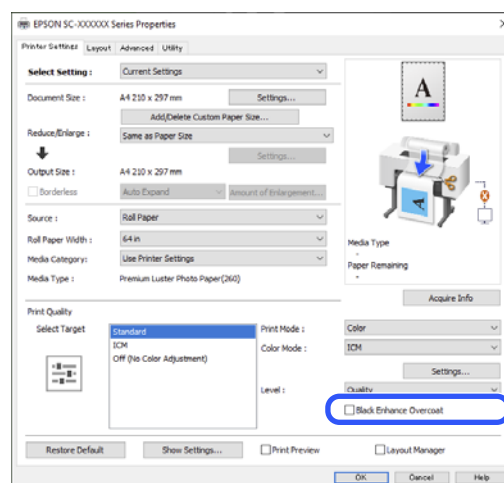 EPSON SC-XXXXXX Series Properties
Printer Settings Layout Advanced Utility
Select Setting : Current Settings
Document Size : A4 210 x 297 mm Settings...
Add/Delete Custom Paper Size...
Reduce/Enlarge : Same as Paper Size
Settings...
Output Size : A4 210 x 297 mm
Borderless Auto Expand Amount of Enlargement...
Source : Roll Paper
Roll Paper Width : 64 in
Media Category: Use Printer Settings
Media Type : Premium Luster Photo Paper(260)
A
A
Media Type
-
Paper Remaining
-
Acquire Info
Print Quality
Select Target
Standard
ICM
Off (No Color Adjustment)
Print Mode : Color
Color Mode : ICM
Settings...
Level : Quality
Black Enhance Overcoat
Restore Default Show Settings... Print Preview Layout Manager
OK Cancel Help